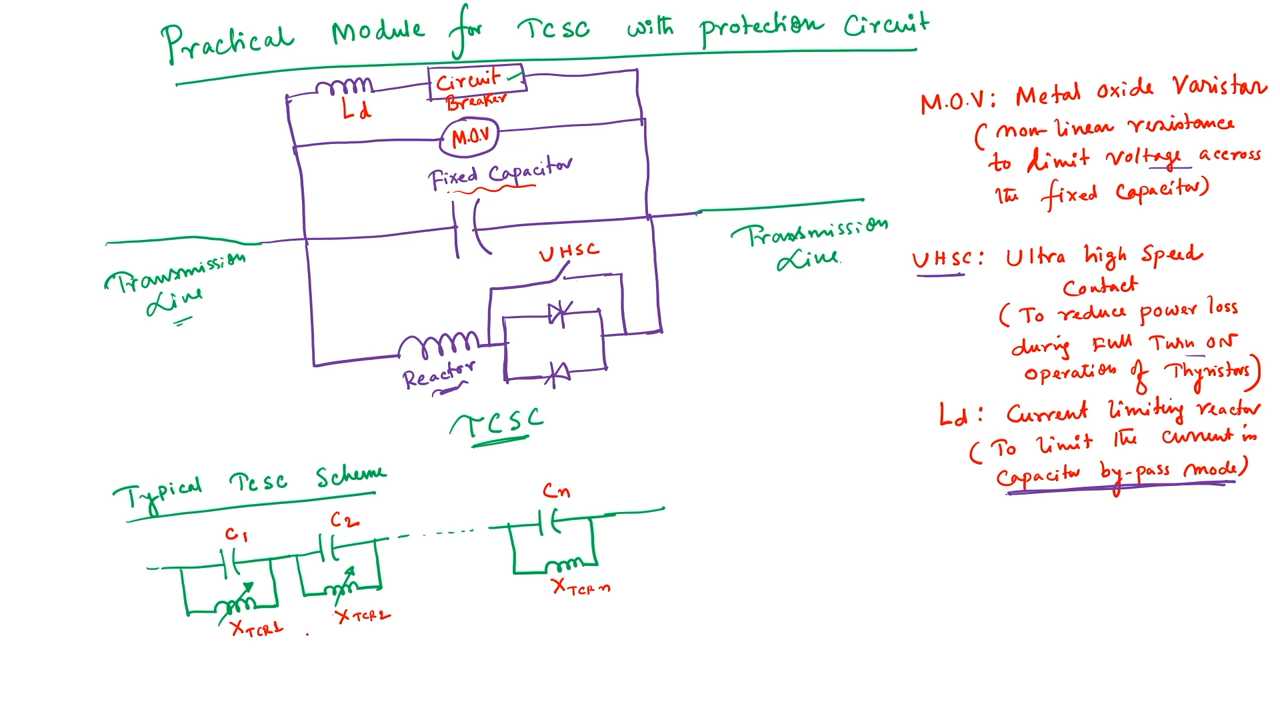 Practical Module for TCSC with protection Circuit
Ld
Circuit
Breaker
M.O.V
Fixed Capacitor
Transmission
Line
Transmission
Line
UHSC
Reactor
TCSC
M.O.V: Metal Oxide Varistor
(non-linear resistance
to limit voltage accross
the fixed capacitor)
UHSC: Ultra high Speed
Contact
(To reduce power loss
during Full Turn ON
operation of Thyristors)
Ld: Current limiting reactor
(To limit the current in
Capacitor by-pass mode)
Typical TCSC Scheme
C1
C2
Cn
XTCR1
XTCR2
XTCRn